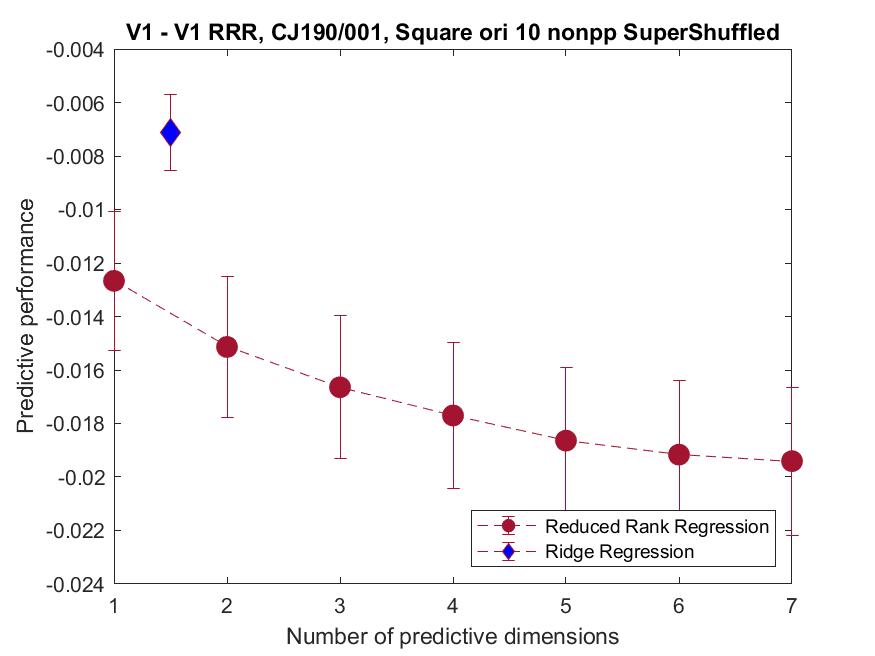 V1 - V1 RRR, CJ190/001, Square ori 10 nonpp SuperShuffled
-0.004
-0.006
-0.008
-0.01
-0.012
-0.014
-0.016
-0.018
-0.02
-0.022
-0.024
Predictive performance
Reduced Rank Regression
Ridge Regression
1 2 3 4 5 6 7
Number of predictive dimensions